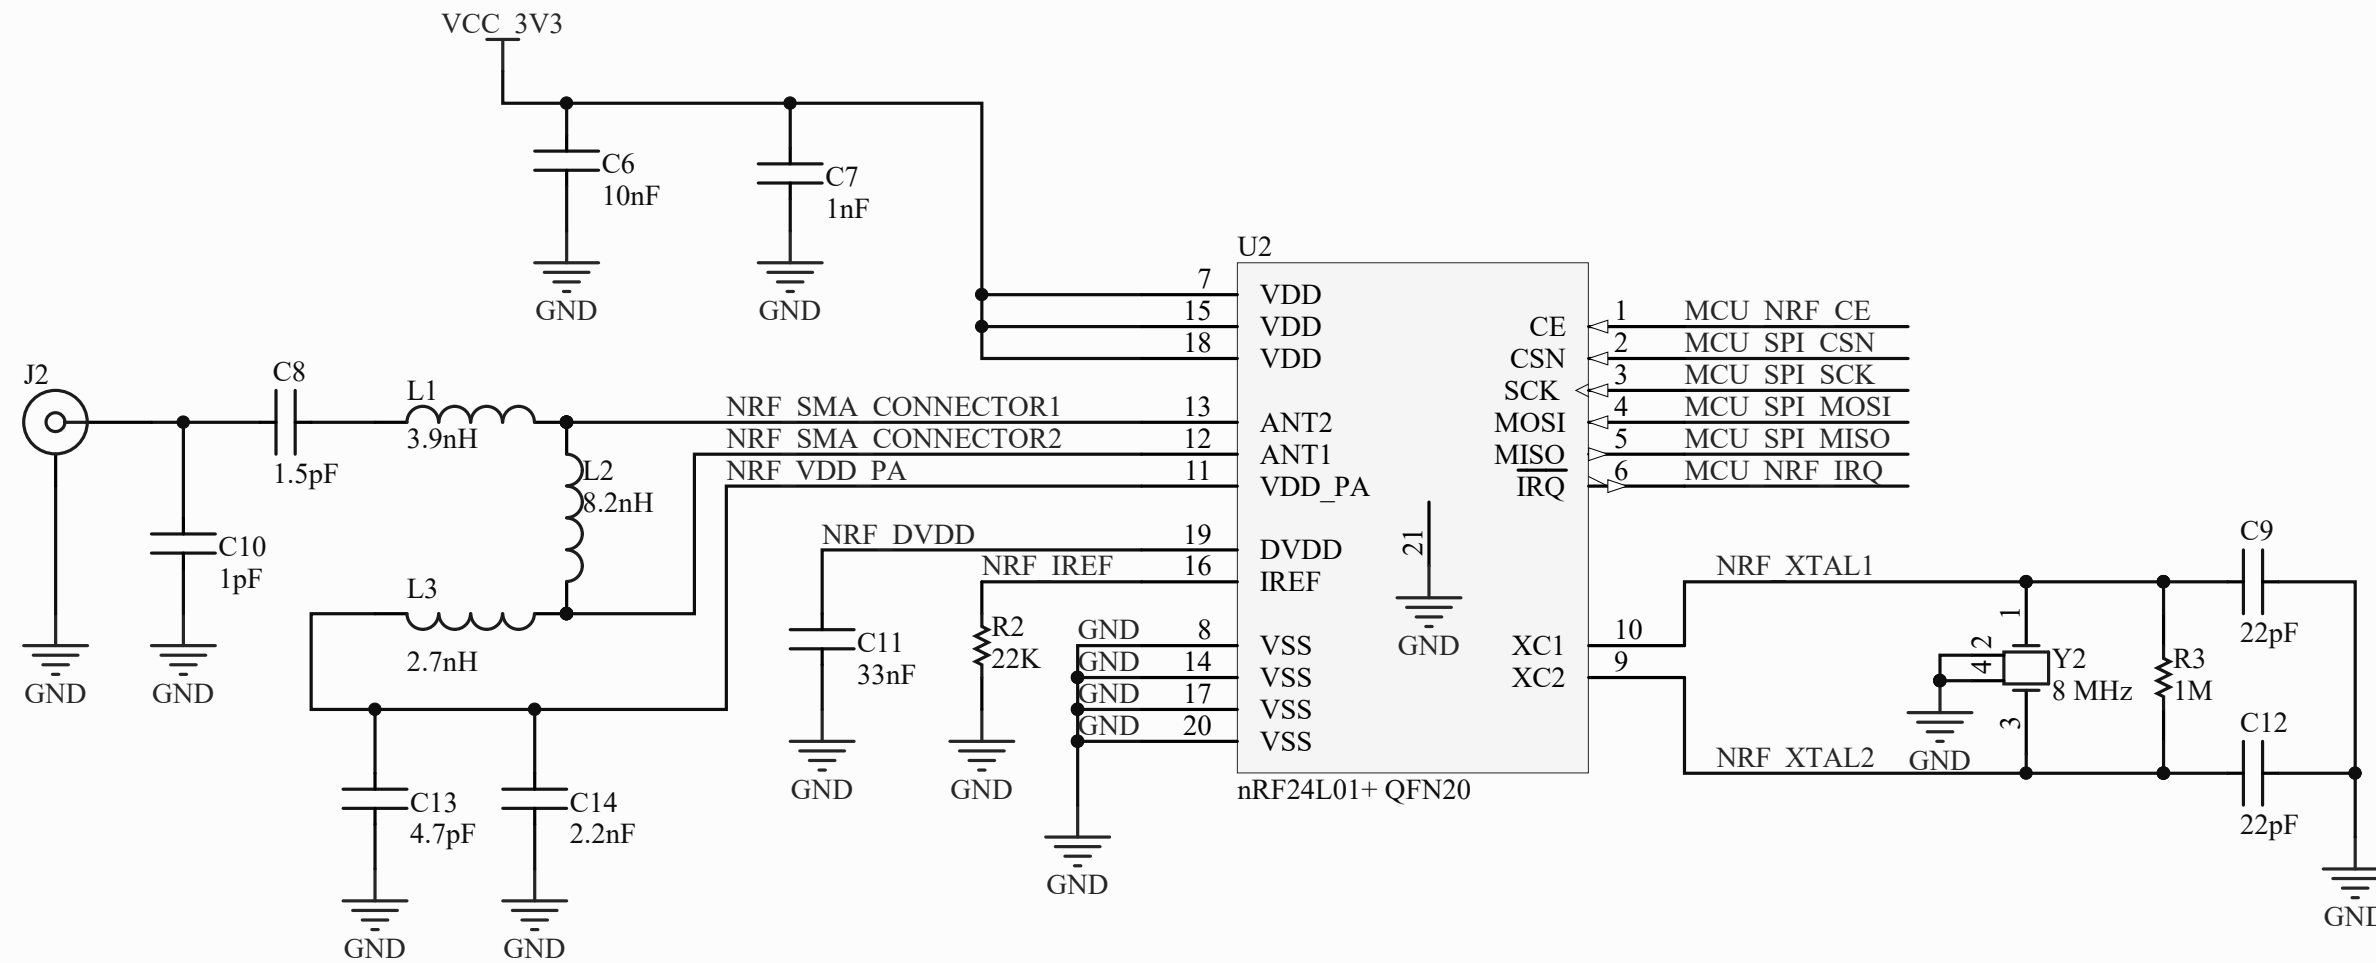 VCC_3V3
C6
10nF
GND
C7
1nF
GND
J2
GND
C10
1pF
GND
C8
1.5pF
L1
3.9nH
L2
8.2nH
L3
2.7nH
C13
4.7pF
GND
C14
2.2nF
GND
NRF_SMA_CONNECTOR1
NRF_SMA_CONNECTOR2
NRF_VDD_PA
NRF_DVDD
C11
33nF
GND
NRF_IREF
R2
22K
GND
GND
GND
GND
GND
GND
U2
7 VDD
15 VDD
18 VDD
13 ANT2
12 ANT1
11 VDD_PA
19 DVDD
16 IREF
8 VSS
14 VSS
17 VSS
20 VSS
21
GND
CE 1 MCU_NRF_CE
CSN 2 MCU_SPI_CSN
SCK 3 MCU_SPI_SCK
MOSI 4 MCU_SPI_MOSI
MISO 5 MCU_SPI_MISO
IRQ 6 MCU_NRF_IRQ
XC1 10
XC2 9
nRF24L01+ QFN20
NRF_XTAL1
NRF_XTAL2
1
2
4
3
GND
Y2
8 MHz
R3
1M
C9
22pF
C12
22pF
GND